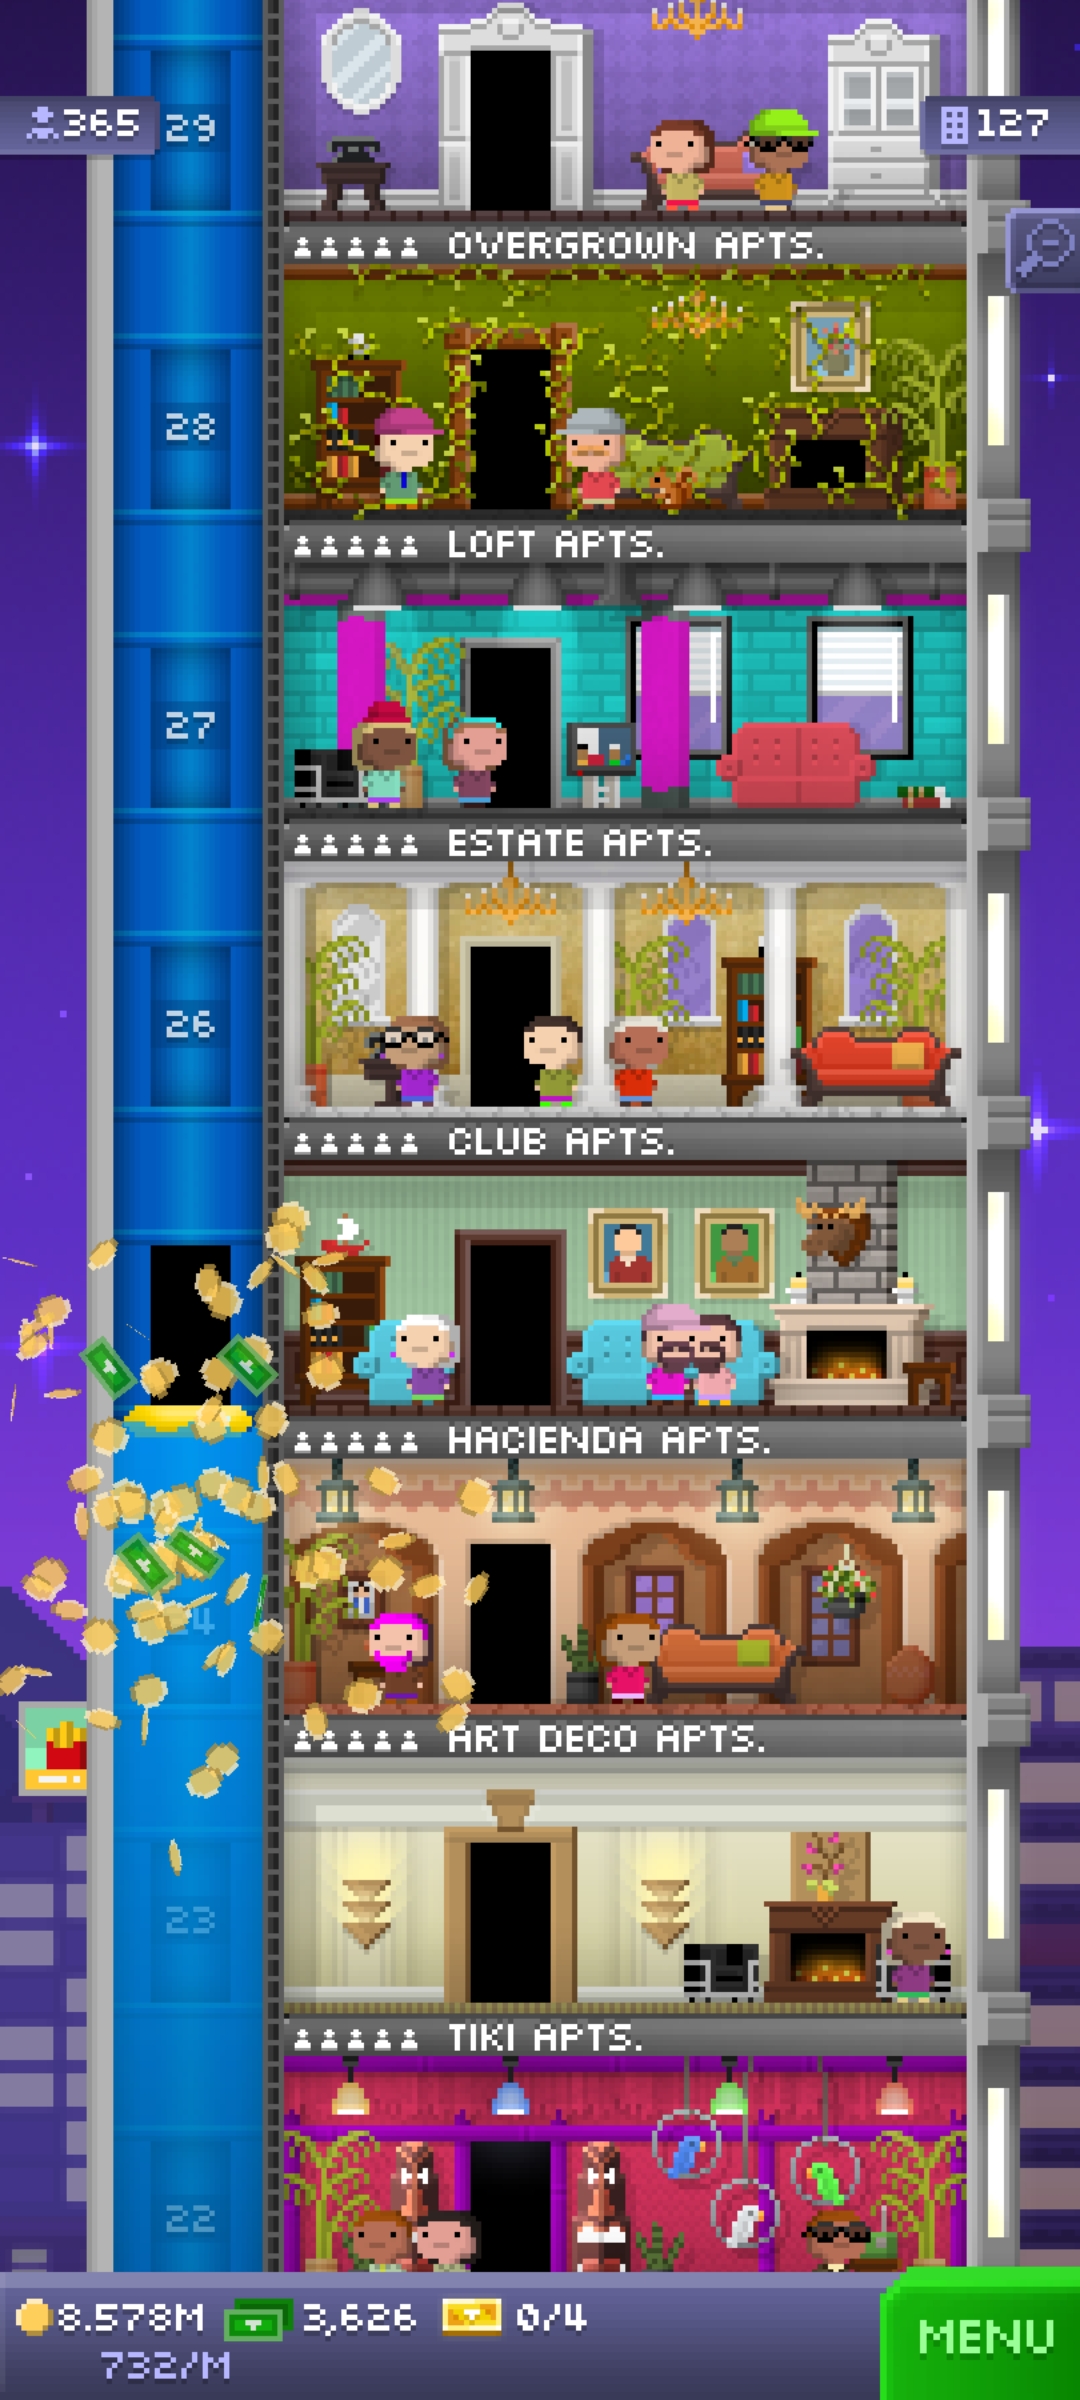 365
29
127
OVERGROWN APTS.
28
LOFT APTS.
27
ESTATE APTS.
26
CLUB APTS.
HACIENDA APTS.
4
ART DECO APTS.
23
TIKI APTS.
22
8.578M 3,626 0/4
732/M
MENU